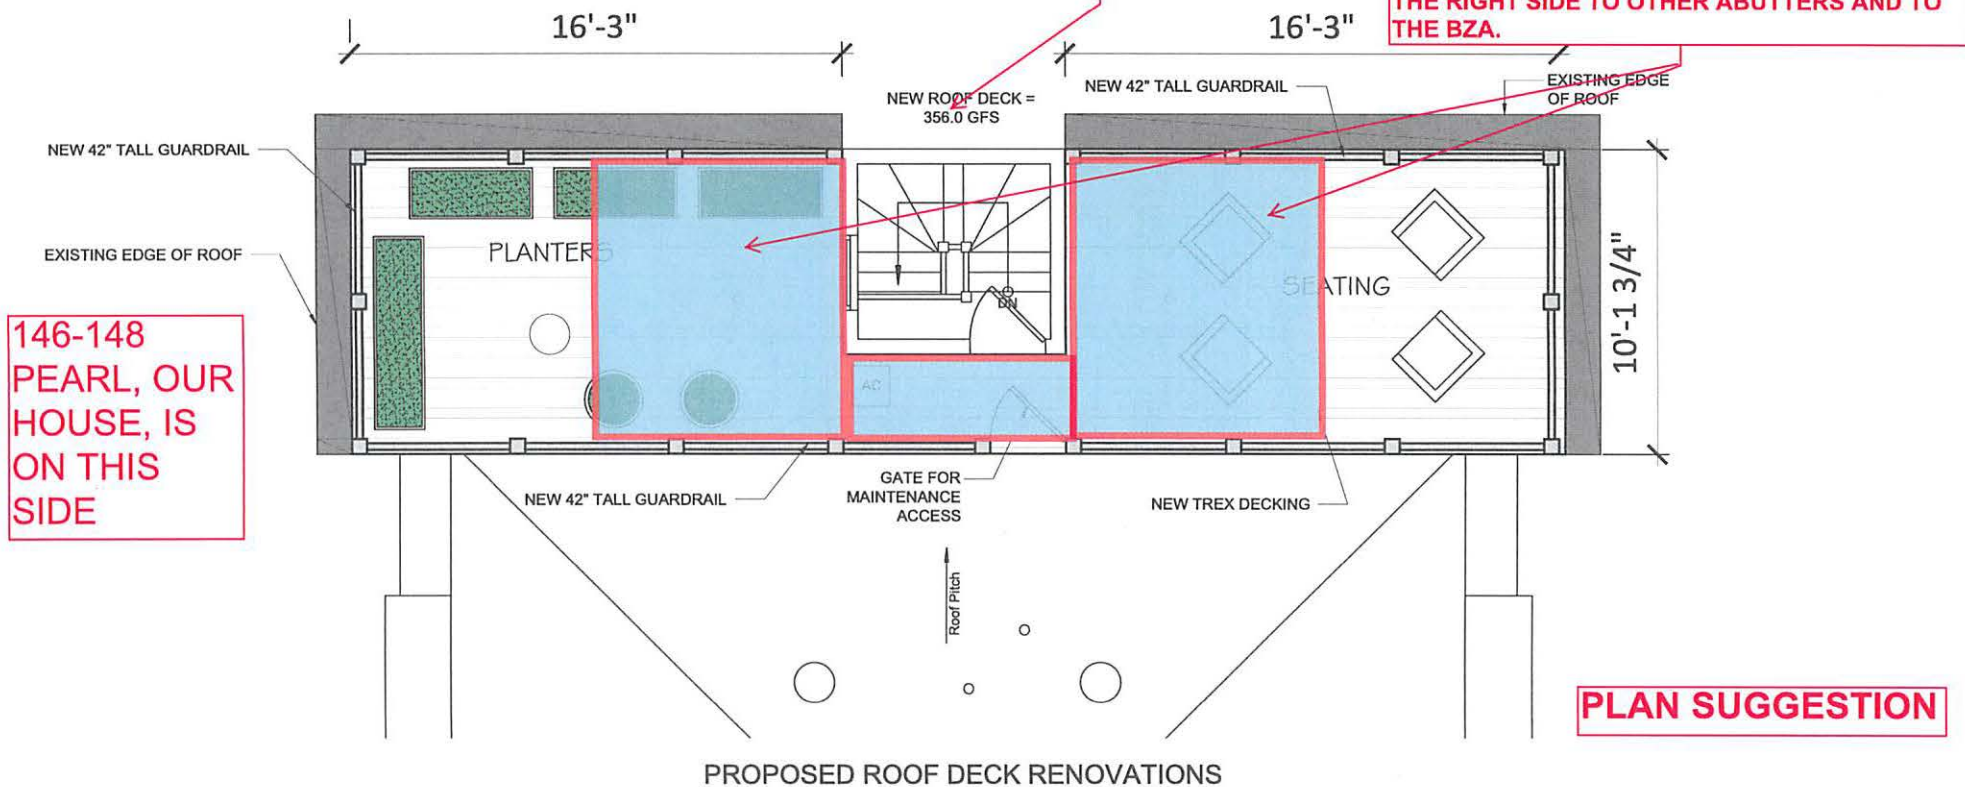 THE RIGHT SIDE TO OTHER ABUTTERS AND TO
THE BZA.
16'-3"
16'-3"
NEW ROOF DECK =
356.0 GFS
NEW 42" TALL GUARDRAIL
EXISTING EDGE
OF ROOF
NEW 42" TALL GUARDRAIL
EXISTING EDGE OF ROOF
PLANTERS
SEATING
DN
10'-1 3/4"
146-148
PEARL, OUR
HOUSE, IS
ON THIS
SIDE
AC
NEW 42" TALL GUARDRAIL
GATE FOR
MAINTENANCE
ACCESS
NEW TREX DECKING
Roof Pitch
PLAN SUGGESTION
PROPOSED ROOF DECK RENOVATIONS